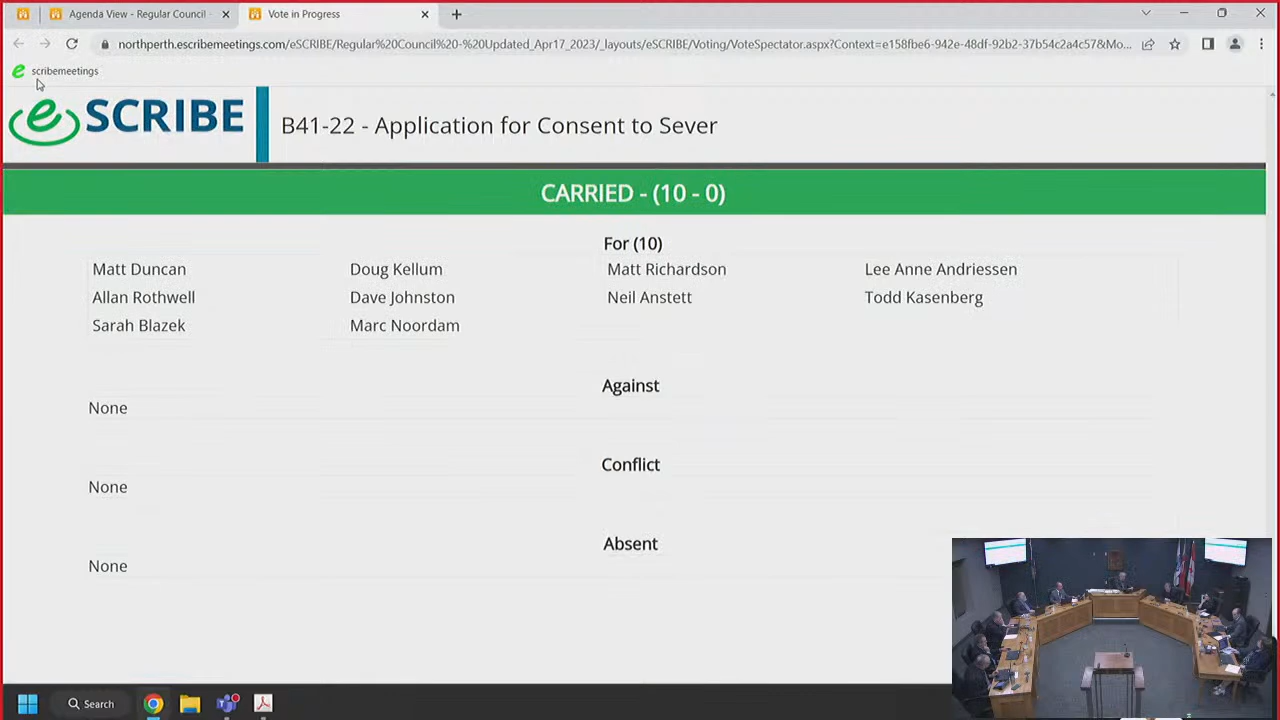 Agenda View - Regular Council
Vote in Progress
northperth.escribemeetings.com/eSCRIBE/Regular%20Council%20-%20Updated_Apr17_2023/_layouts/eSCRIBE/Voting/VoteSpectator.aspx?Context=e158fbe6-942e-48df-92b2-37b54c2a4c57&Mo...
e scribemeetings
eSCRIBE
B41-22 - Application for Consent to Sever
CARRIED - (10 - 0)
For (10)
Matt Duncan Doug Kellum Matt Richardson Lee Anne Andriessen
Allan Rothwell Dave Johnston Neil Anstett Todd Kasenberg
Sarah Blazek Marc Noordam
Against
None
Conflict
None
Absent
None
Search